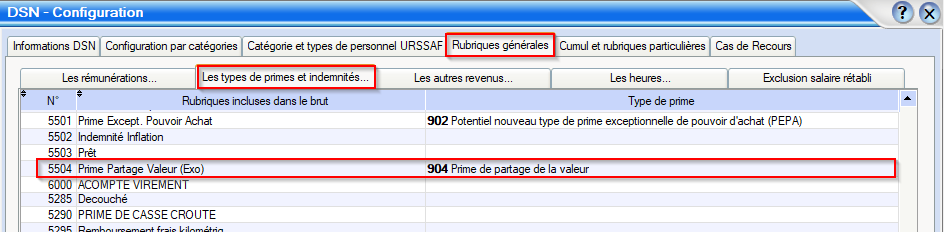 DSN - Configuration
Informations DSN Configuration par catégories Catégorie et types de personnel URSSAF Rubriques générales Cumul et rubriques particulières Cas de Recours
Les rémunérations... Les types de primes et indemnités... Les autres revenus... Les heures... Exclusion salaire rétabli
N° Rubriques incluses dans le brut Type de prime
5501 Prime Except. Pouvoir Achat 902 Potentiel nouveau type de prime exceptionnelle de pouvoir d'achat (PEPA)
5502 Indemnité Inflation
5503 Prêt
5504 Prime Partage Valeur (Exo) 904 Prime de partage de la valeur
6000 ACOMPTE VIREMENT
5285 Decouché
5290 PRIME DE CASSE CROUTE
5295 Remboursement frais kilométriq